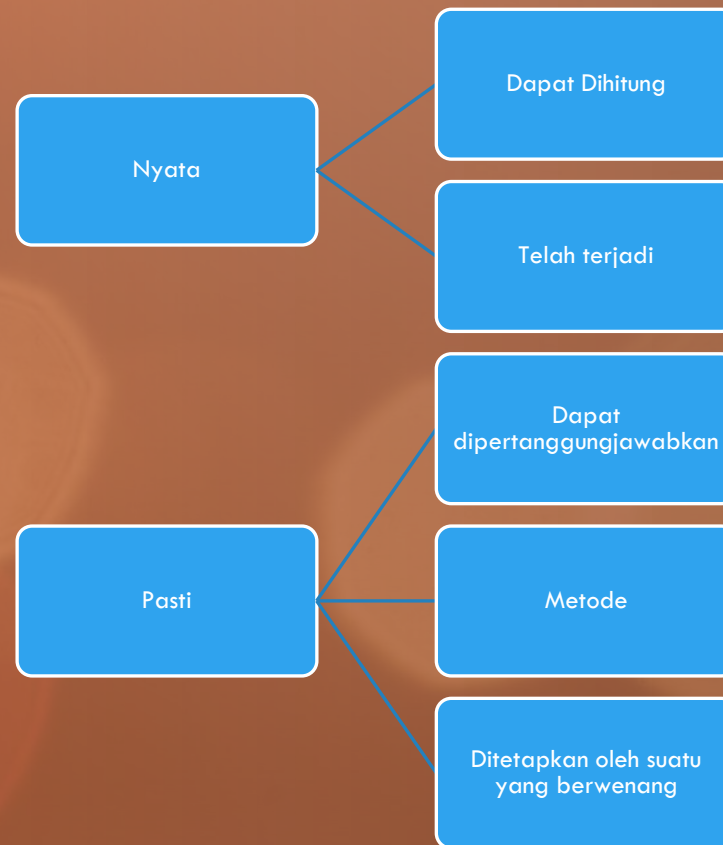 Nyata
Dapat Dihitung
Telah terjadi
Pasti
Dapat
dipertanggungjawabkan
Metode
Ditetapkan oleh suatu
yang berwenang